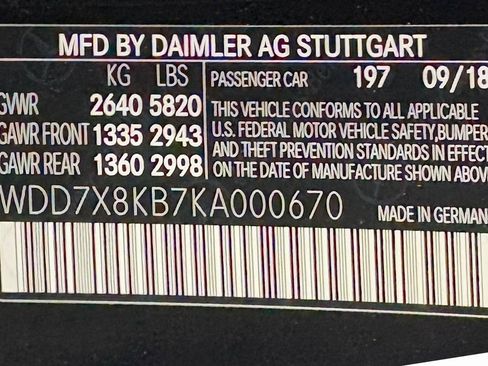 MFD BY DAIMLER AG STUTTGART
KG LBS PASSENGER CAR 197 09/18
GVWR 2640 5820
GAWR FRONT 1335 2943
GAWR REAR 1360 2998
THIS VEHICLE CONFORMS TO ALL APPLICABLE
U.S. FEDERAL MOTOR VEHICLE SAFETY, BUMPER
AND THEFT PREVENTION STANDARDS IN EFFECT
ON THE DATE OF MANUFACTURE SHOWN ABOVE
WDD7X8KB7KA000670 MADE IN GERMAN